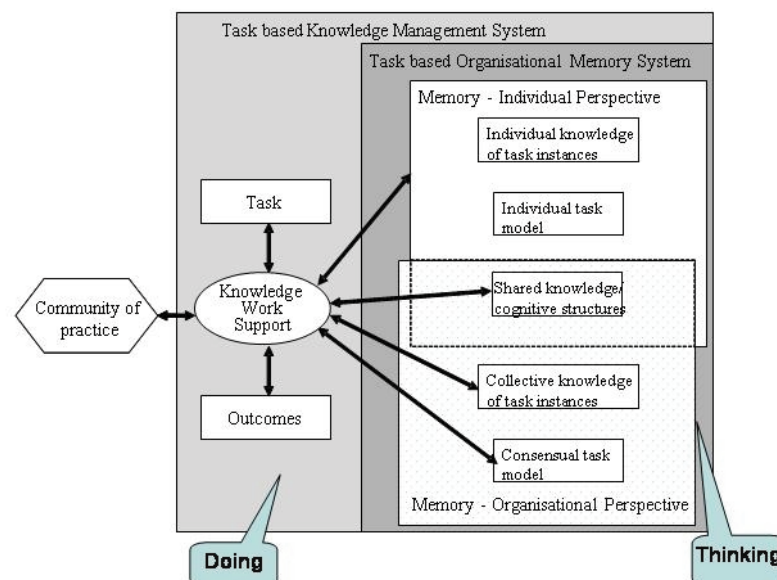 Task based Knowledge Management System
Task based Organisational Memory System
Memory - Individual Perspective
Individual knowledge
of task instances
Individual task
model
Task
Knowledge
Work
Support
Community of
practice
Shared knowledge/
cognitive structures
Collective knowledge
of task instances
Outcomes
Consensual task
model
Memory - Organisational Perspective
Doing
Thinking